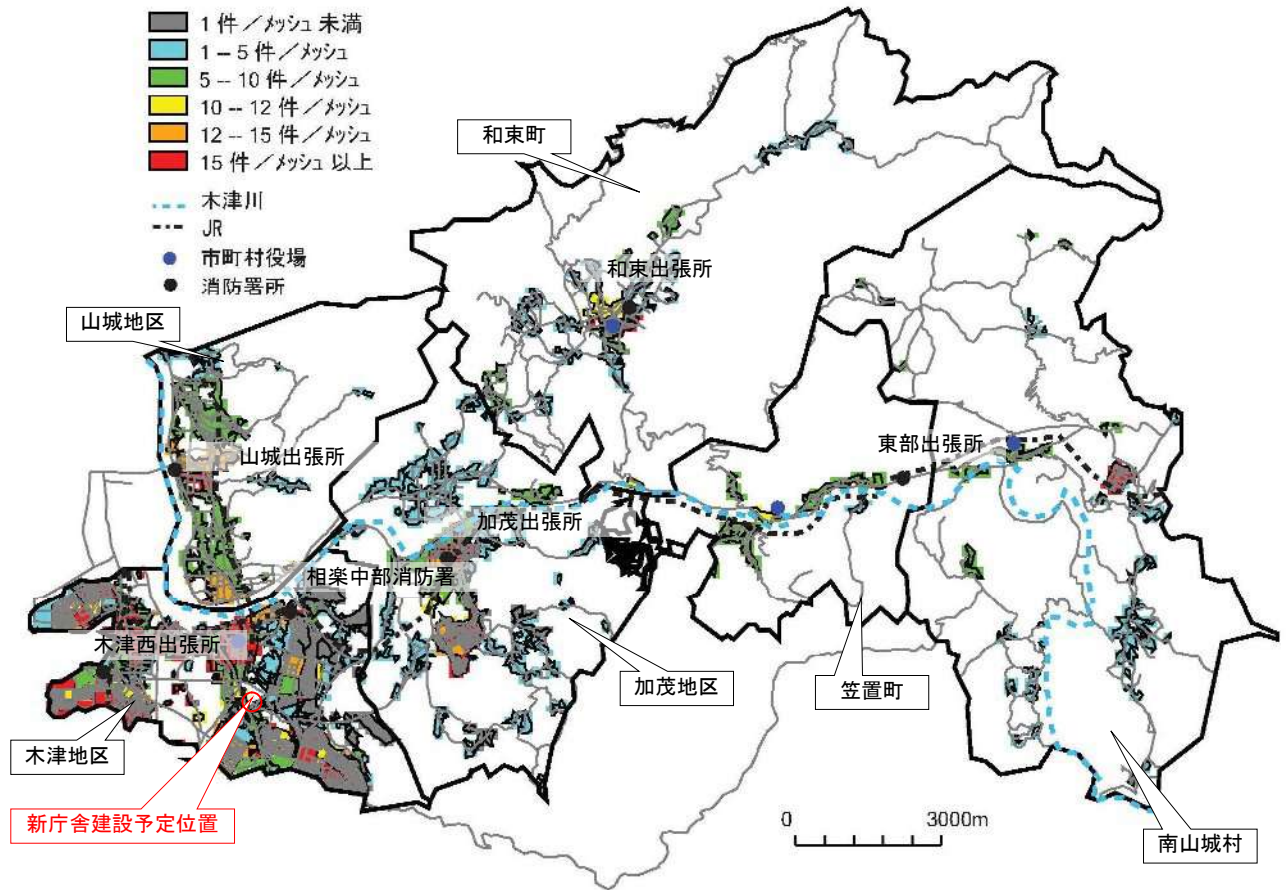 1 件／メッシュ 未満
1 – 5 件／メッシュ
5 – 10 件／メッシュ
10 – 12 件／メッシュ
12 – 15 件／メッシュ
15 件／メッシュ 以上
木津川
JR
市町村役場
消防署所
和束町
和束出張所
山城地区
山城出張所
東部出張所
加茂出張所
相楽中部消防署
木津西出張所
加茂地区
笠置町
木津地区
新庁舎建設予定位置
0 3000m
南山城村